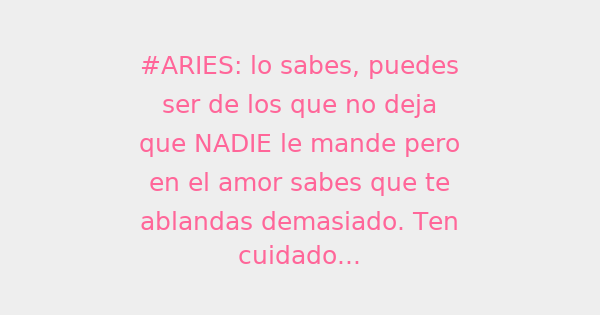 #ARIES: lo sabes, puedes
ser de los que no deja
que NADIE le mande pero
en el amor sabes que te
ablandas demasiado. Ten
cuidado...